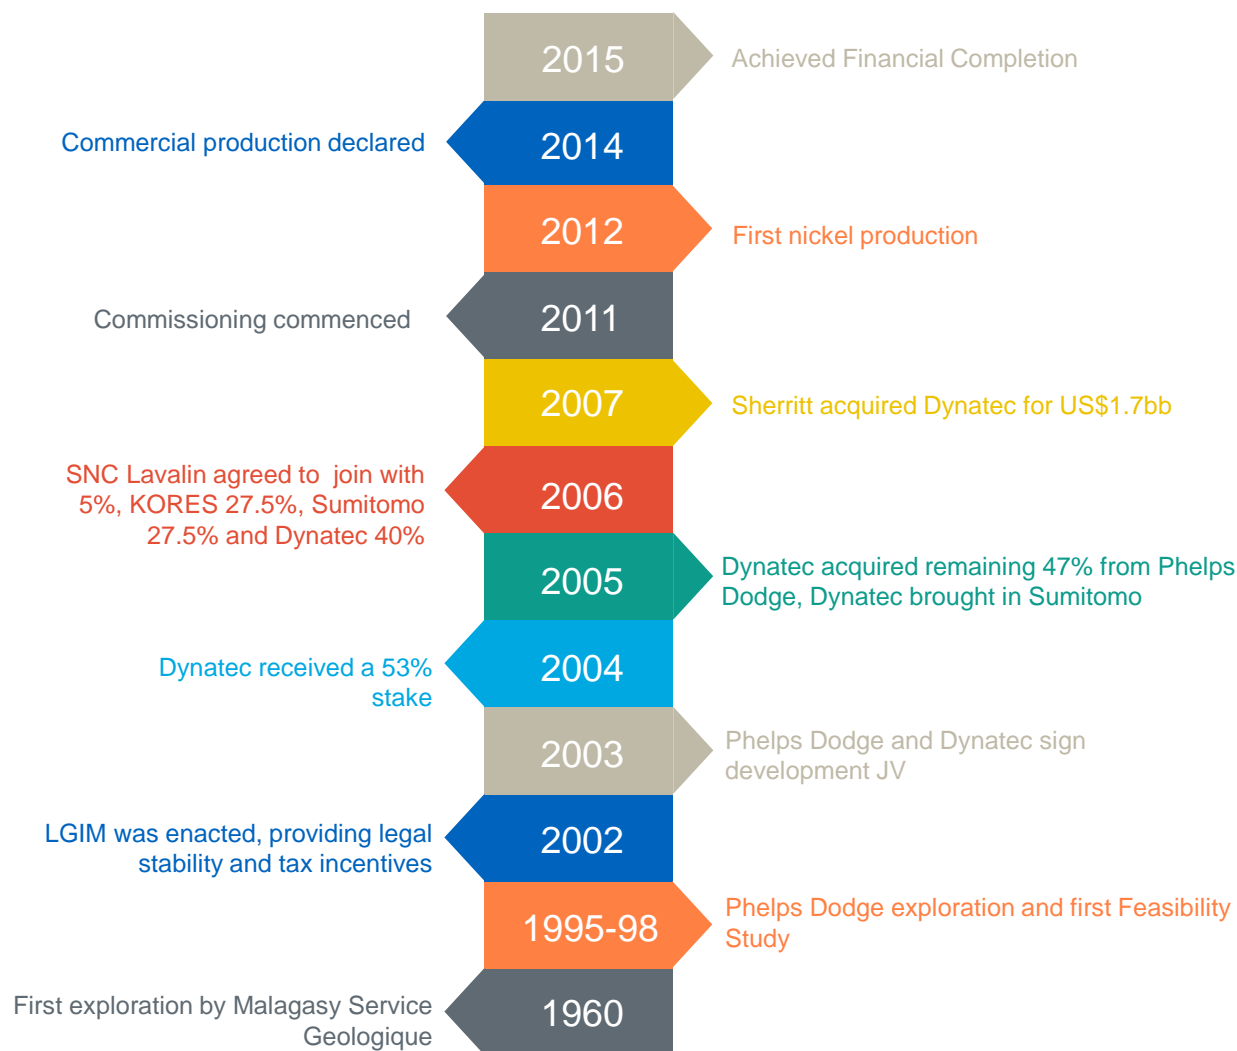 2015
Achieved Financial Completion
Commercial production declared
2014
2012
First nickel production
Commissioning commenced
2011
2007
Sherritt acquired Dynatec for US$1.7bb
SNC Lavalin agreed to  join with
5%, KORES 27.5%, Sumitomo
27.5% and Dynatec 40%
2006
2005
Dynatec acquired remaining 47% from Phelps
Dodge, Dynatec brought in Sumitomo
Dynatec received a 53%
stake
2004
2003
Phelps Dodge and Dynatec sign
development JV
LGIM was enacted, providing legal
stability and tax incentives
2002
1995-98
Phelps Dodge exploration and first Feasibility
Study
First exploration by Malagasy Service
Geologique
1960